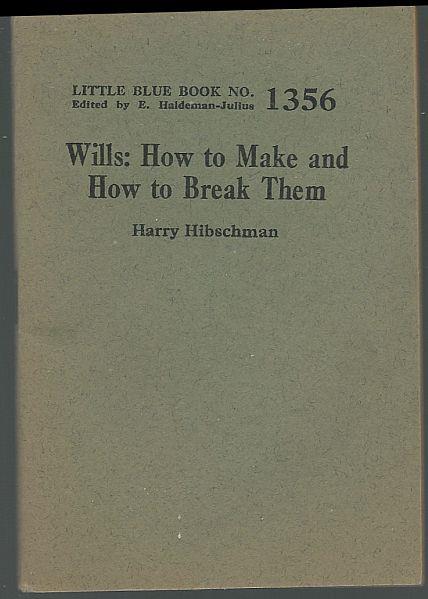 LITTLE BLUE BOOK NO. 1356
Edited by E. Haldeman-Julius
Wills: How to Make and
How to Break Them
Harry Hibschman